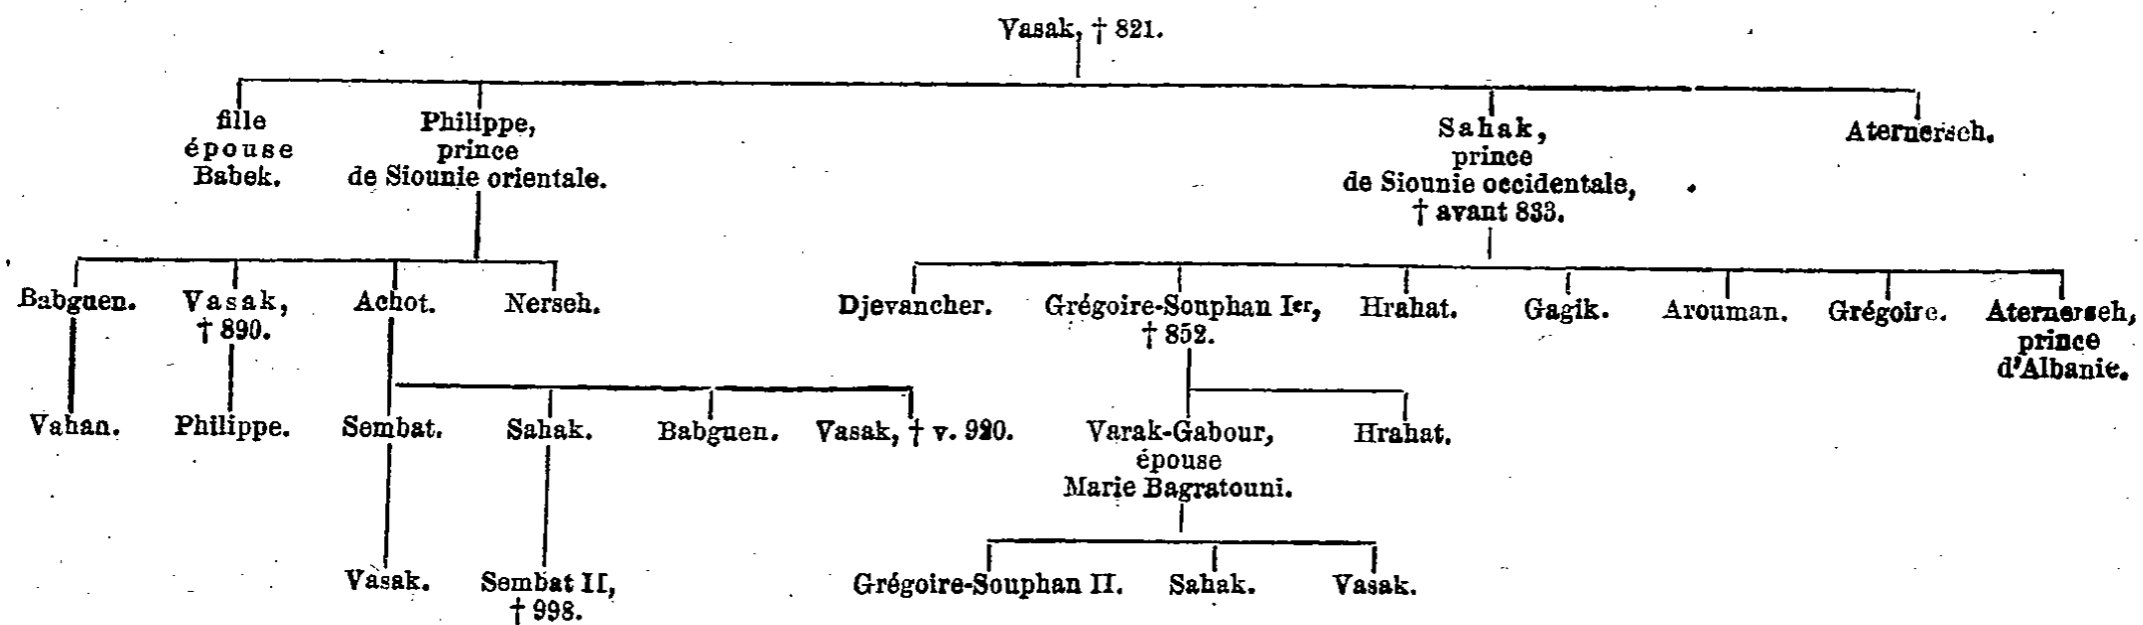 Vasak, † 821.
fille
épouse
Babek.
Philippe,
prince
de Siounie orientale.
Sahak,
prince
de Siounie occidentale,
† avant 833.
Aternersch.
Babguen.
Vasak,
† 890.
Achot.
Nerseh.
Djevancher.
Grégoire-Souphan Ier,
† 852.
Hrahat.
Gagik.
Arouman.
Grégoire.
Aternerseh,
prince
d'Albanie.
Vahan.
Philippe.
Sembat.
Sahak.
Babguen.
Vasak, † v. 920.
Varak-Gabour,
épouse
Marie Bagratouni.
Hrahat.
Vasak.
Sembat II,
† 998.
Grégoire-Souphan II.
Sahak.
Vasak.